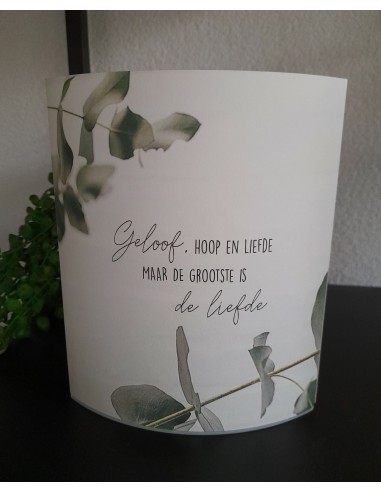 Geloof, HOOP EN LIEFDE
MAAR DE GROOTSTE IS
de liefde